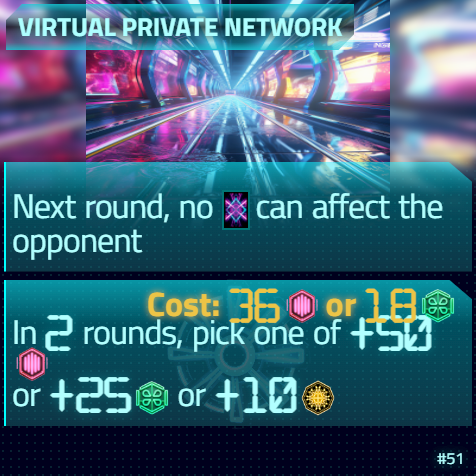 VIRTUAL PRIVATE NETWORK
Next round, no can affect the
opponent
Cost: 36 or 18
In 2 rounds, pick one of +50
or +25 or +10
#51